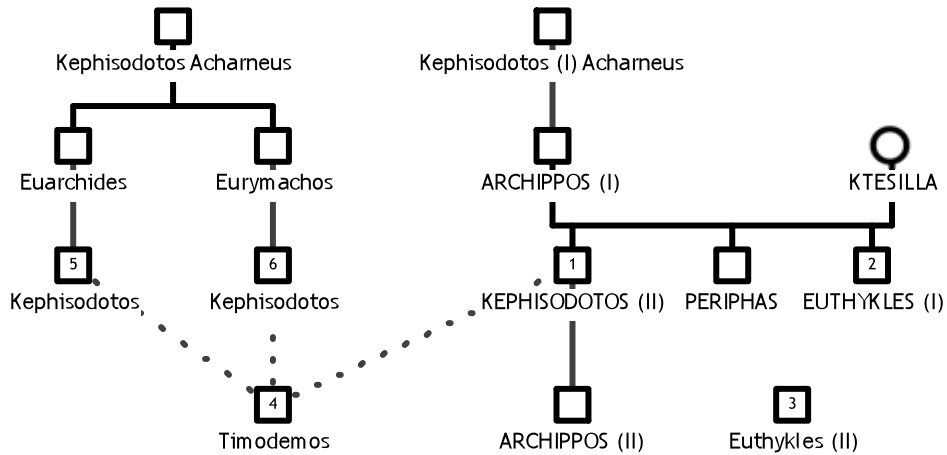 Kephisodotos Acharneus
Kephisodotos (I) Acharneus
Euarchides
Eurymachos
ARCHIPPOS (I)
KTESILLA
5
6
1
2
Kephisodotos
Kephisodotos
KEPHISODOTOS (II)
PERIPHAS
EUTHYKLES (I)
4
3
Timodemos
ARCHIPPOS (II)
Euthykles (II)